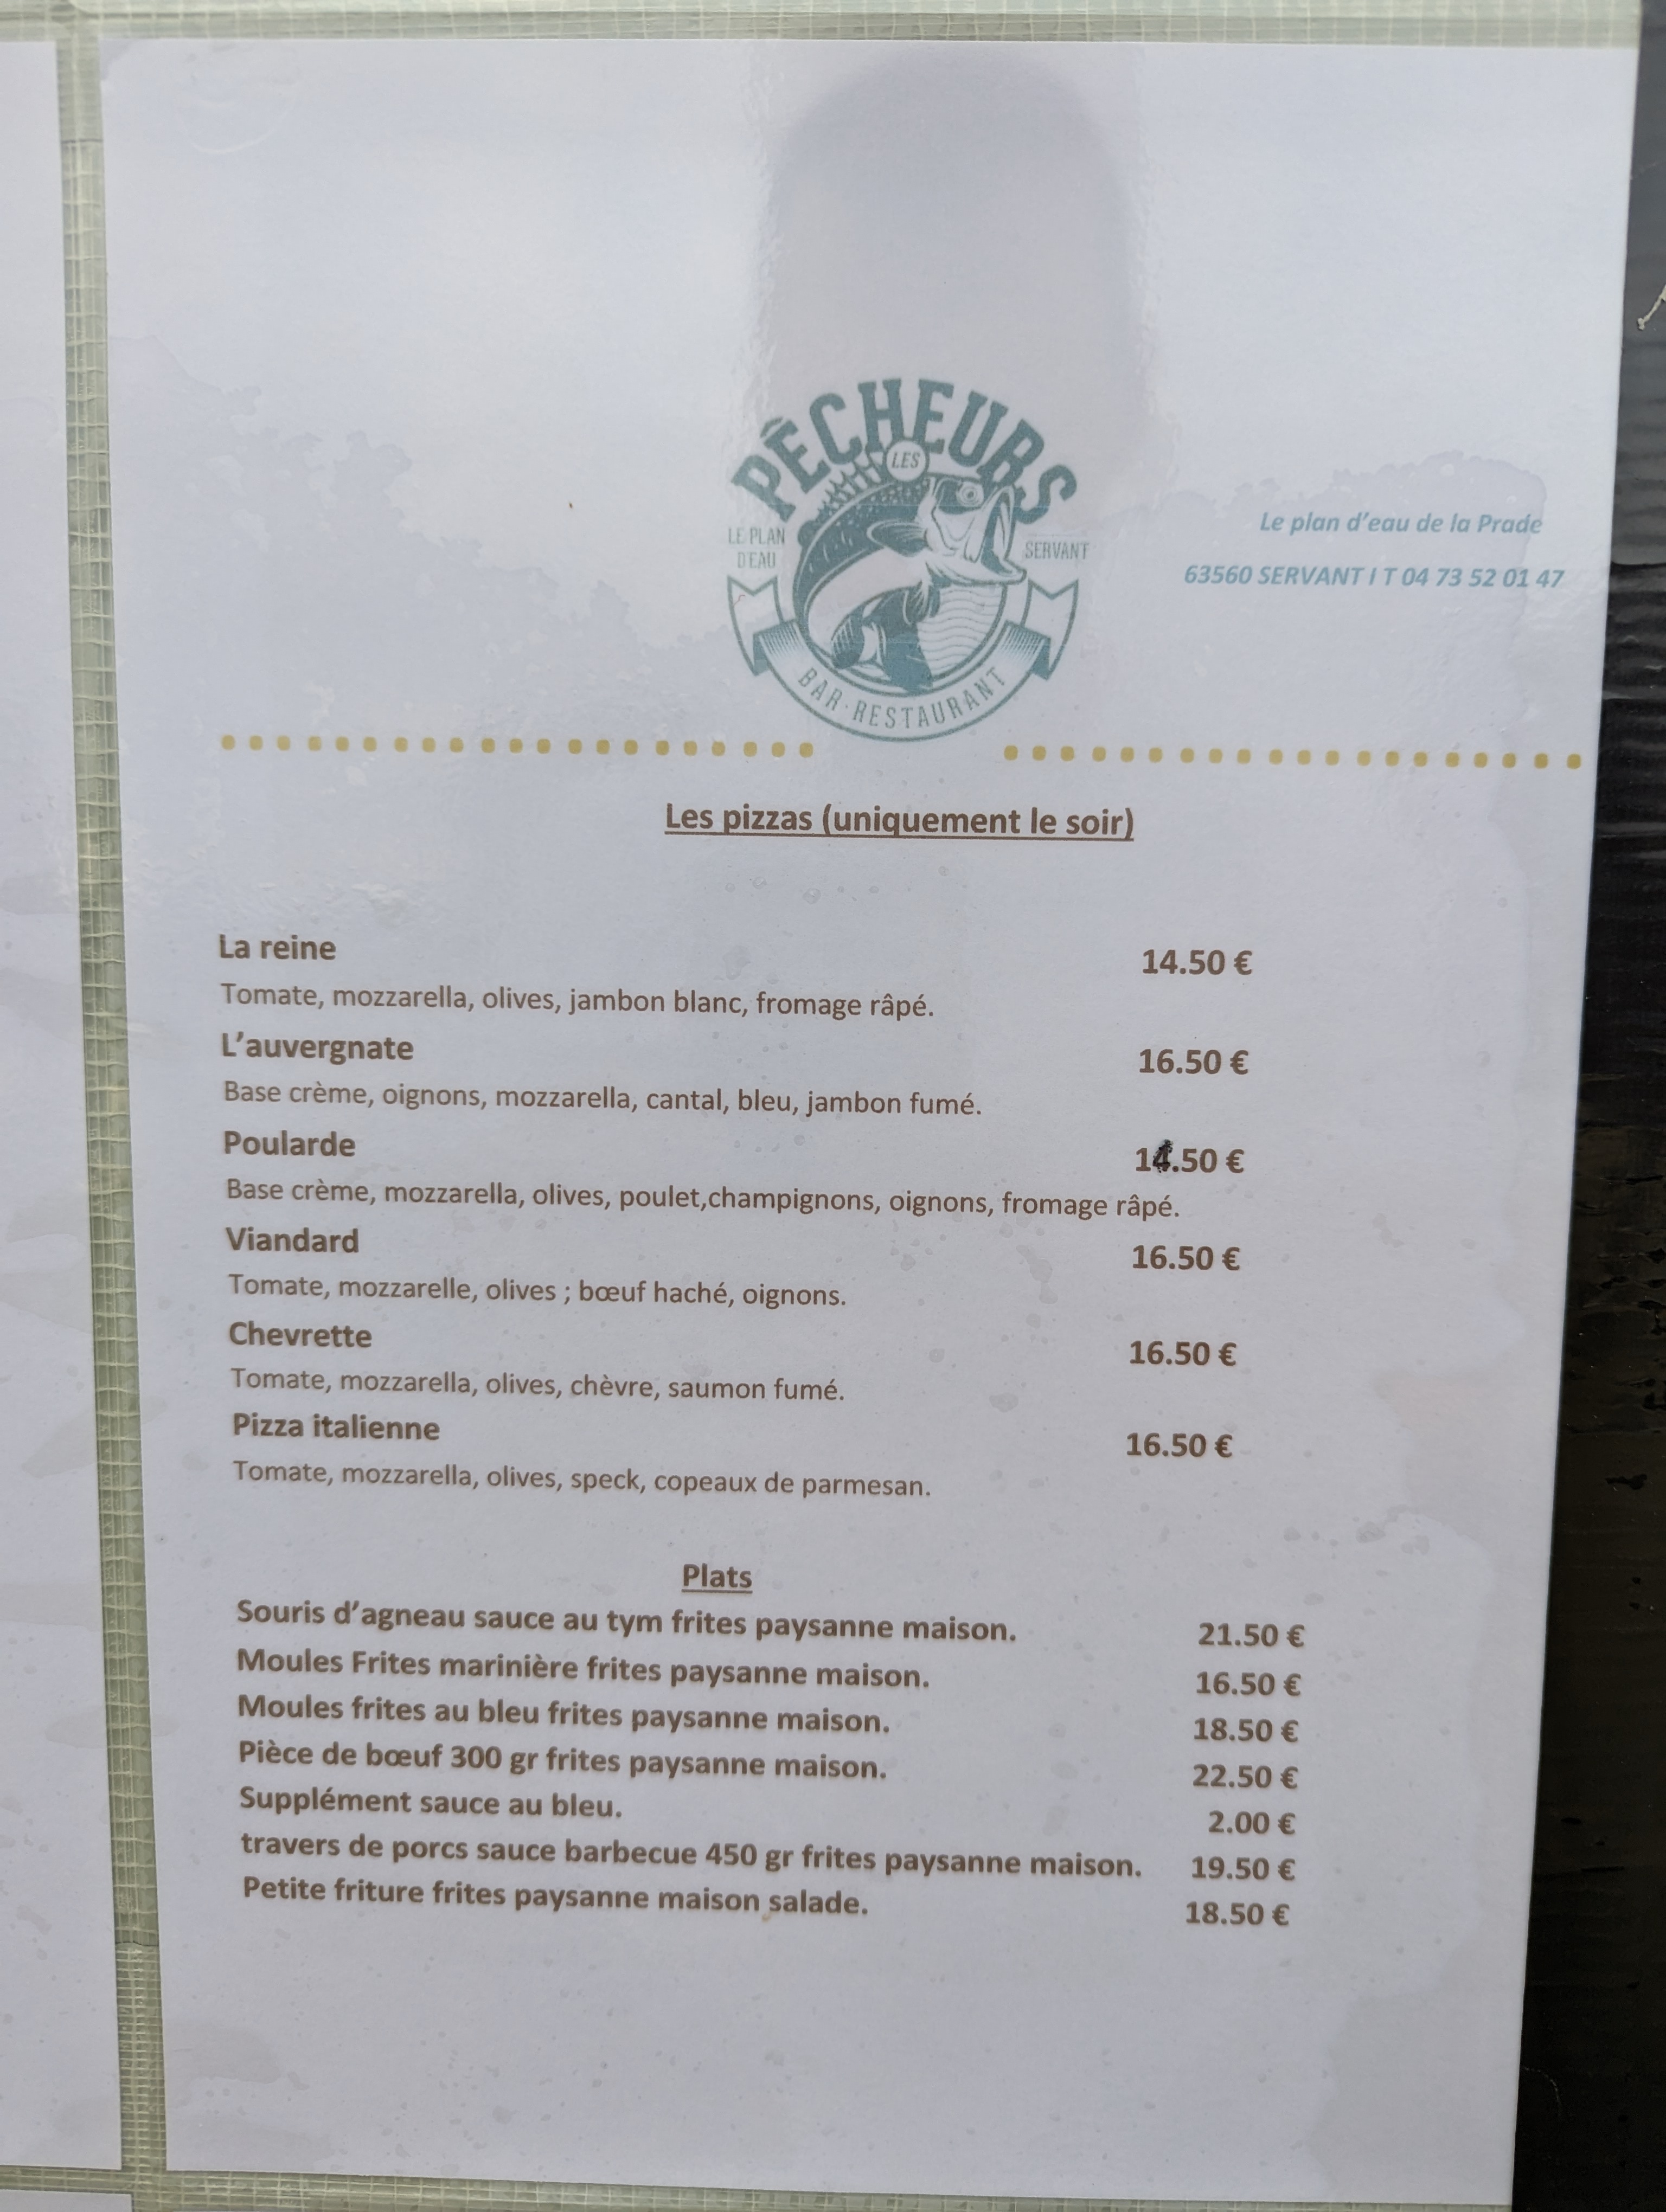 PÊCHEURS
LES
LE PLAN
D'EAU
SERVANT
BAR-RESTAURANT
Le plan d'eau de la Prade
63560 SERVANT I T 04 73 52 01 47
Les pizzas (uniquement le soir)
La reine 14.50 €
Tomate, mozzarella, olives, jambon blanc, fromage râpé.
L'auvergnate 16.50 €
Base crème, oignons, mozzarella, cantal, bleu, jambon fumé.
Poularde 14.50 €
Base crème, mozzarella, olives, poulet,champignons, oignons, fromage râpé.
Viandard 16.50 €
Tomate, mozzarelle, olives ; bœuf haché, oignons.
Chevrette 16.50 €
Tomate, mozzarella, olives, chèvre, saumon fumé.
Pizza italienne 16.50 €
Tomate, mozzarella, olives, speck, copeaux de parmesan.
Plats
Souris d'agneau sauce au tym frites paysanne maison. 21.50 €
Moules Frites marinière frites paysanne maison. 16.50 €
Moules frites au bleu frites paysanne maison. 18.50 €
Pièce de bœuf 300 gr frites paysanne maison. 22.50 €
Supplément sauce au bleu. 2.00 €
travers de porcs sauce barbecue 450 gr frites paysanne maison. 19.50 €
Petite friture frites paysanne maison salade. 18.50 €